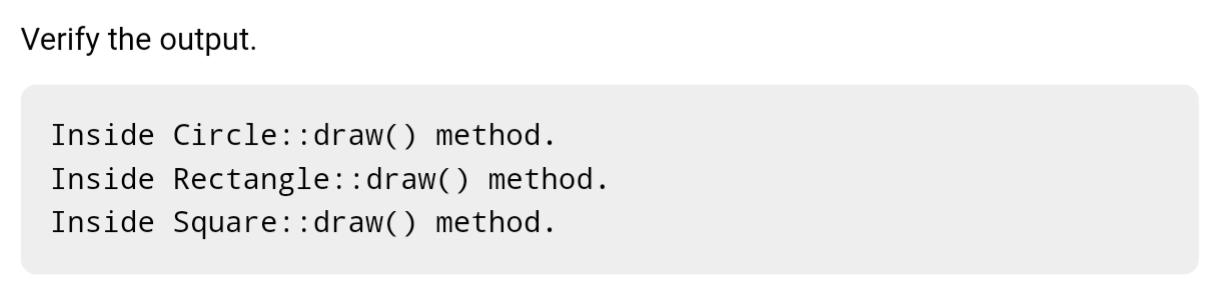 Verify the output.
Inside Circle::draw() method.
Inside Rectangle::draw() method.
Inside Square::draw() method.